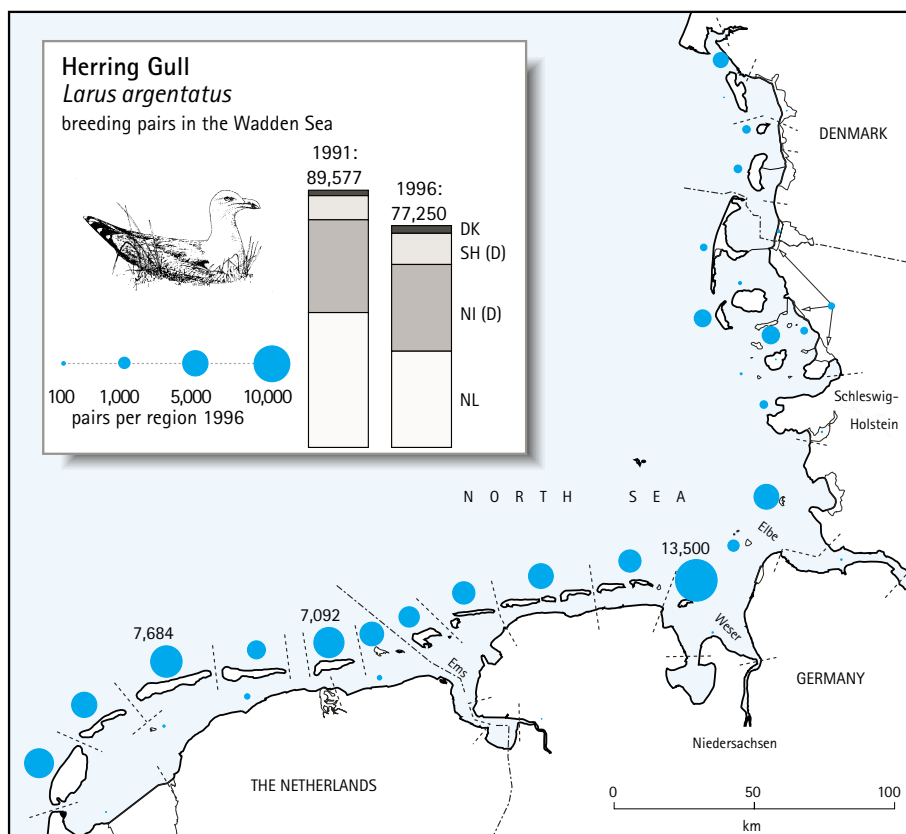 Herring Gull
Larus argentatus
breeding pairs in the Wadden Sea
1991:
89,577
1996:
77,250
DK
SH (D)
NI (D)
NL
100 1,000 5,000 10,000
pairs per region 1996
DENMARK
Schleswig-
Holstein
NORTH SEA
Elbe
13,500
Weser
7,092
7,684
Ems
GERMANY
Niedersachsen
THE NETHERLANDS
0 50 100
km